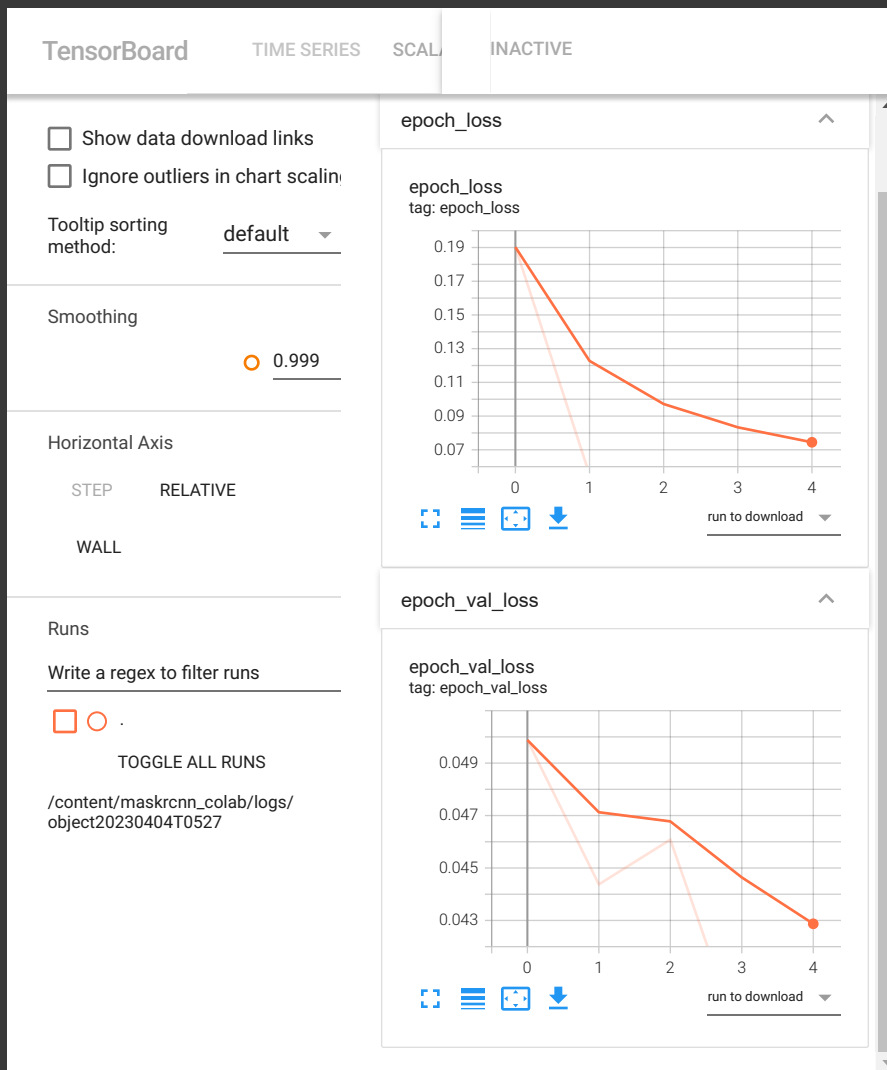 TensorBoard
TIME SERIES
INACTIVE
Show data download links
Ignore outliers in chart scaling
Tooltip sorting
method:
default
Smoothing
0.999
Horizontal Axis
STEP
RELATIVE
WALL
Runs
Write a regex to filter runs
.
TOGGLE ALL RUNS
/content/maskrcnn_colab/logs/
object20230404T0527
epoch_loss
epoch_loss
tag: epoch_loss
0.19
0.17
0.15
0.13
0.11
0.09
0.07
0 1 2 3 4
run to download
epoch_val_loss
epoch_val_loss
tag: epoch_val_loss
0.049
0.047
0.045
0.043
0 1 2 3 4
run to download